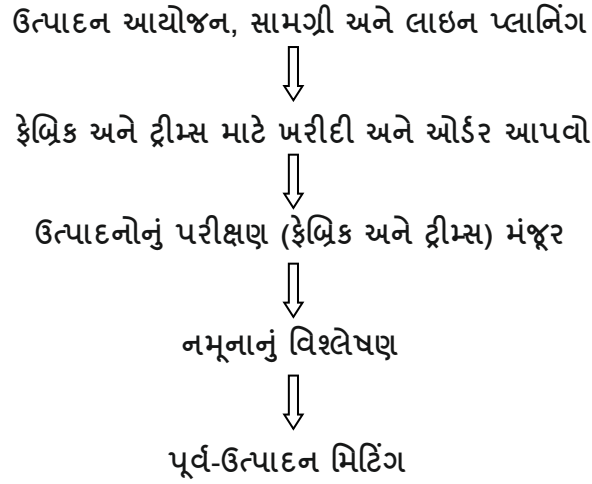 ઉત્પાદન આયોજન, સામગ્રી અને લાઇન પ્લાનિંગ
ફેબ્રિક અને ટ્રીમ્સ માટે ખરીદી અને ઓર્ડર આપવો
ઉત્પાદનોનું પરીક્ષણ (ફેબ્રિક અને ટ્રીમ્સ) મંજૂર
નમૂનાનું વિશ્લેષણ
પૂર્વ-ઉત્પાદન મિટિંગ